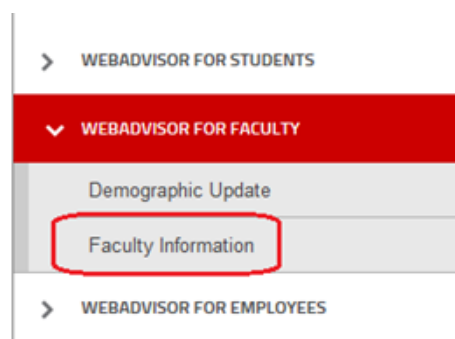 WEBADVISOR FOR STUDENTS
WEBADVISOR FOR FACULTY
Demographic Update
Faculty Information
WEBADVISOR FOR EMPLOYEES